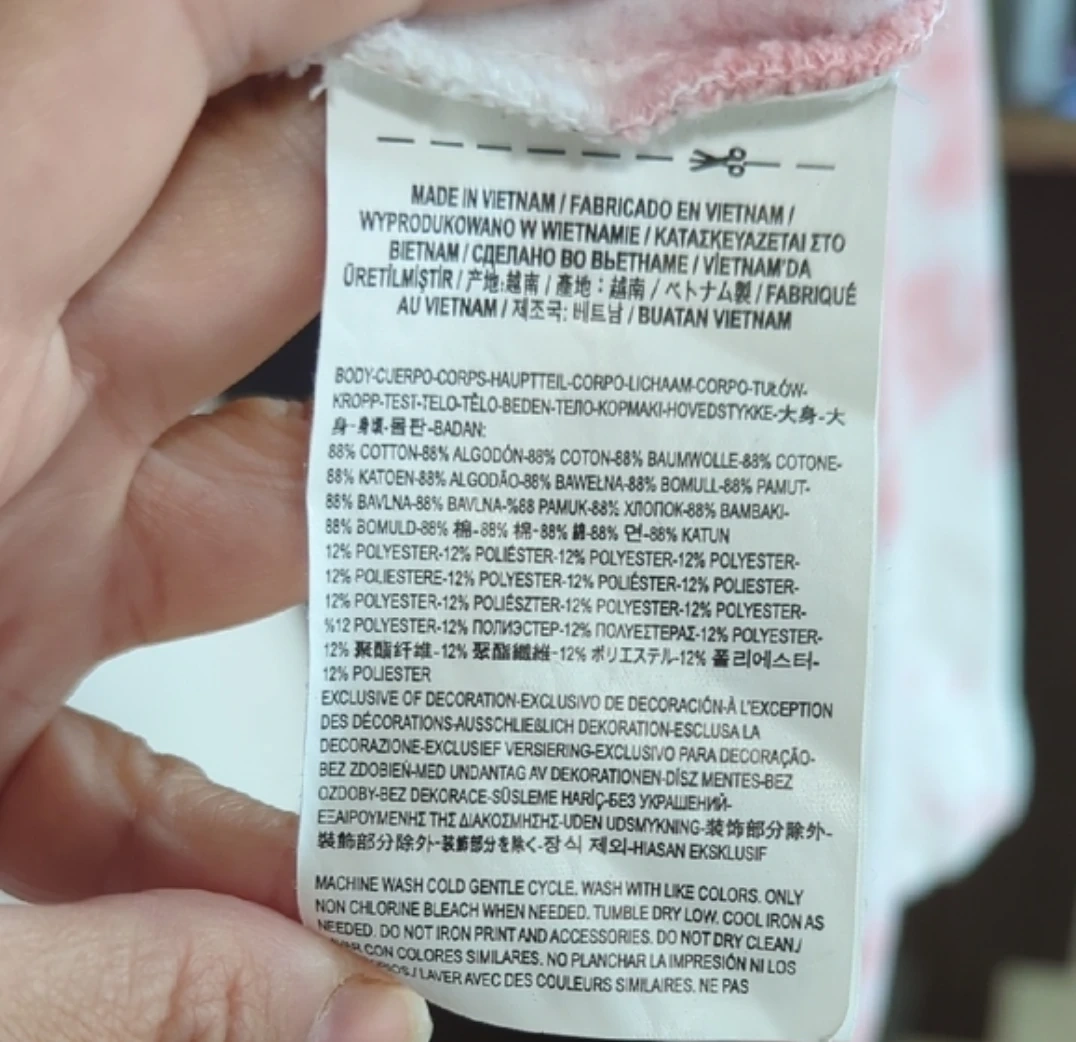 MADE IN VIETNAM / FABRICADO EN VIETNAM /
WYPRODUKOWANO W WIETNAMIE / ΚΑΤΑΣΚΕΥΑΖΕΤΑΙ ΣΤΟ
ΒΙΕΤΝΑΜ / СДЕЛАНО ВО ВЬЕТНАМЕ / VİETNAM'DA
ÜRETİLMİŞTİR / 产地:越南 / 產地：越南 / ベトナム製 / FABRIQUÉ
AU VIETNAM / 제조국: 베트남 / BUATAN VIETNAM
BODY-CUERPO-CORPS-HAUPTTEIL-CORPO-LICHAAM-CORPO-TUŁÓW-
KROPP-TEST-TELO-TĚLO-BEDEN-ТЕЛО-ΚΟΡΜΑΚΙ-HOVEDSTYKKE-大身-大
身-身頃-몸판-BADAN:
88% COTTON-88% ALGODÓN-88% COTON-88% BAUMWOLLE-88% COTONE-
88% KATOEN-88% ALGODÃO-88% BAWEŁNA-88% BOMULL-88% PAMUT-
88% BAVLNA-88% BAVLNA-%88 PAMUK-88% ХЛОПОК-88% ΒΑΜΒΑΚΙ-
88% BOMULD-88% 棉-88% 棉-88% 綿-88% 면-88% KATUN
12% POLYESTER-12% POLIÉSTER-12% POLYESTER-12% POLYESTER-
12% POLIESTERE-12% POLYESTER-12% POLIÉSTER-12% POLIESTER-
12% POLYESTER-12% POLIÉSZTER-12% POLYESTER-12% POLYESTER-
%12 POLYESTER-12% ПОЛИЭСТЕР-12% ΠΟΛΥΕΣΤΕΡΑΣ-12% POLYESTER-
12% 聚酯纤维-12% 聚酯纖維-12% ポリエステル-12% 폴리에스터-
12% POLIESTER
EXCLUSIVE OF DECORATION-EXCLUSIVO DE DECORACIÓN-À L'EXCEPTION
DES DÉCORATIONS-AUSSCHLIEßLICH DEKORATION-ESCLUSA LA
DECORAZIONE-EXCLUSIEF VERSIERING-EXCLUSIVO PARA DECORAÇÃO-
BEZ ZDOBIEŃ-MED UNDANTAG AV DEKORATIONEN-DÍSZ MENTES-BEZ
OZDOBY-BEZ DEKORACE-SÜSLEME HARİÇ-БЕЗ УКРАШЕНИЙ-
ΕΞΑΙΡΟΥΜΕΝΗΣ ΤΗΣ ΔΙΑΚΟΣΜΗΣΗΣ-UDEN UDSMYKNING-装饰部分除外-
裝飾部分除外-装飾部分を除く-장식 제외-HIASAN EKSKLUSIF
MACHINE WASH COLD GENTLE CYCLE. WASH WITH LIKE COLORS. ONLY
NON CHLORINE BLEACH WHEN NEEDED. TUMBLE DRY LOW. COOL IRON AS
NEEDED. DO NOT IRON PRINT AND ACCESSORIES. DO NOT DRY CLEAN./
CON COLORES SIMILARES. NO PLANCHAR LA IMPRESIÓN NI LOS
/ LAVER AVEC DES COULEURS SIMILAIRES. NE PAS